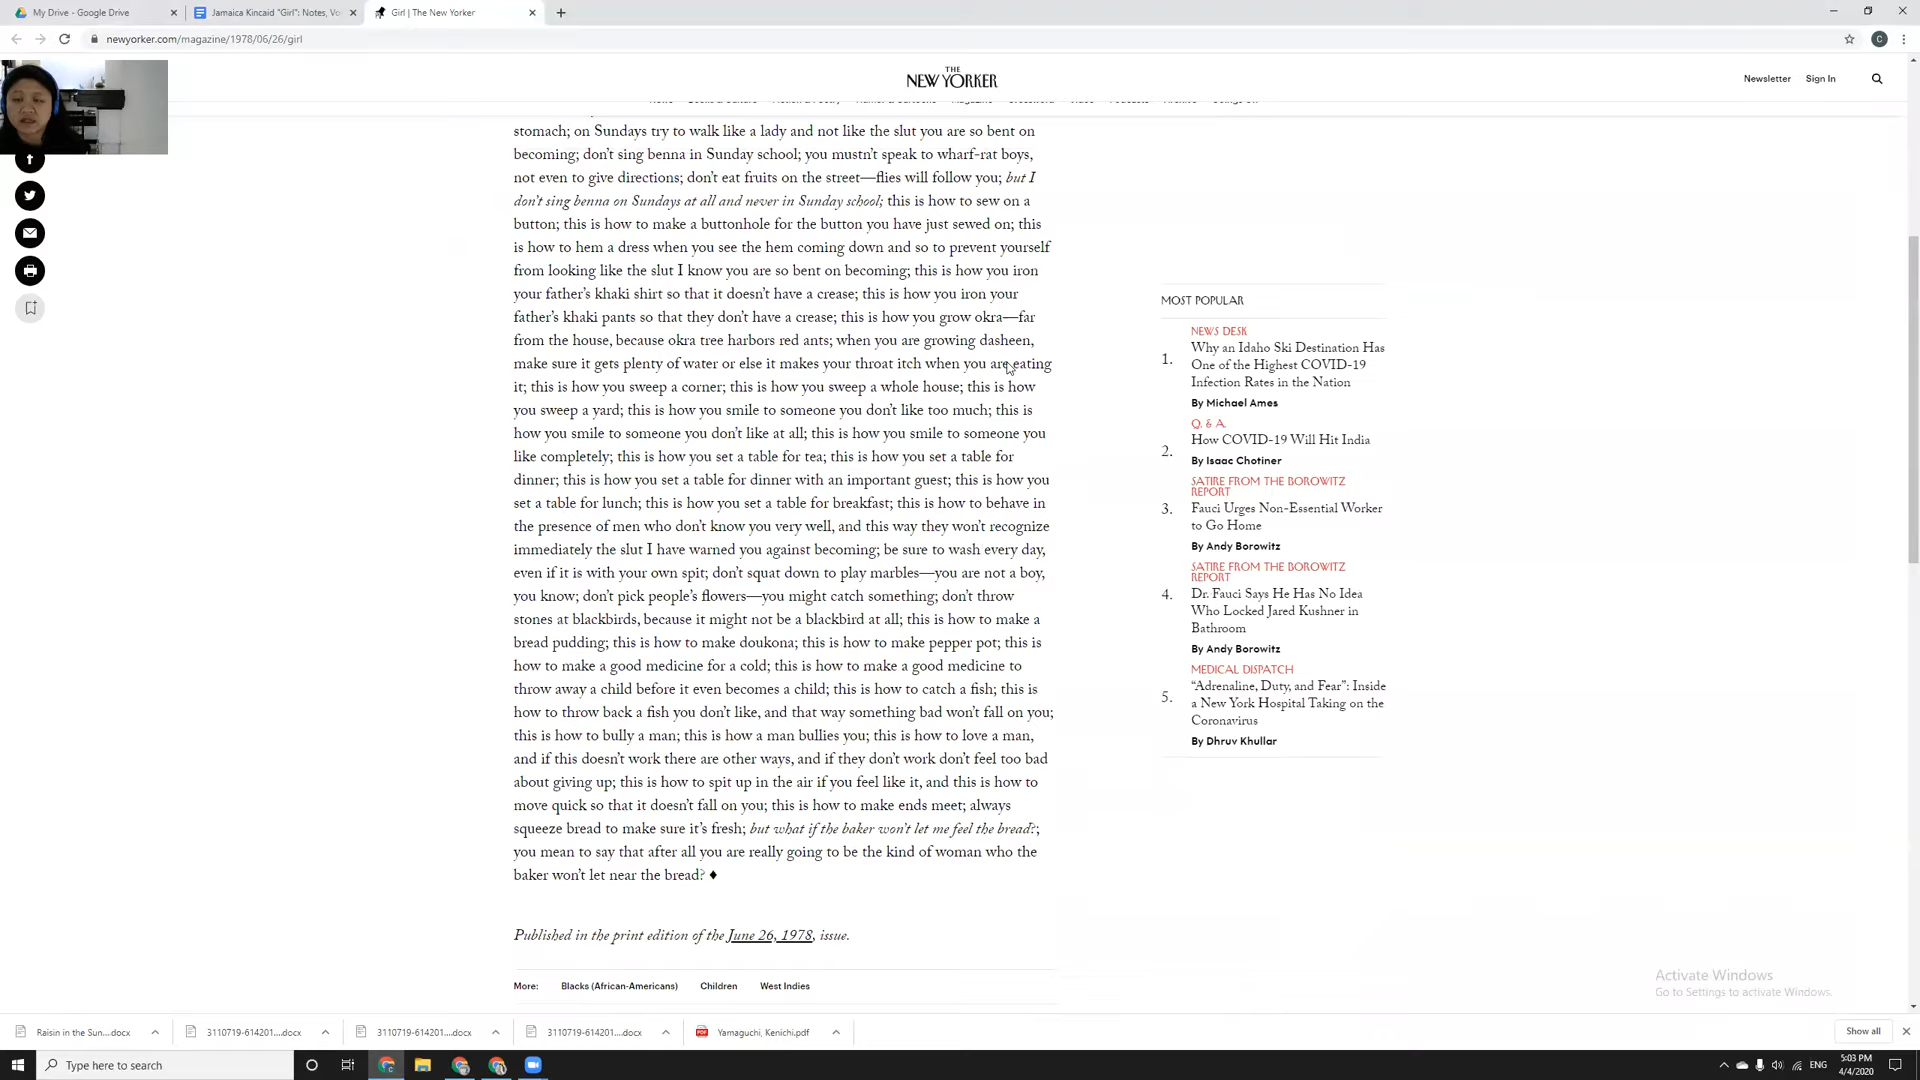 My Drive - Google Drive
Jamaica Kincaid "Girl": Notes, Vo
Girl | The New Yorker
newyorker.com/magazine/1978/06/26/girl
THE
NEW YORKER
Newsletter
Sign In
stomach; on Sundays try to walk like a lady and not like the slut you are so bent on
becoming; don't sing benna in Sunday school; you mustn't speak to wharf-rat boys,
not even to give directions; don't eat fruits on the street—flies will follow you; but I
don't sing benna on Sundays at all and never in Sunday school; this is how to sew on a
button; this is how to make a buttonhole for the button you have just sewed on; this
is how to hem a dress when you see the hem coming down and so to prevent yourself
from looking like the slut I know you are so bent on becoming; this is how you iron
your father's khaki shirt so that it doesn't have a crease; this is how you iron your
father's khaki pants so that they don't have a crease; this is how you grow okra—far
from the house, because okra tree harbors red ants; when you are growing dasheen,
make sure it gets plenty of water or else it makes your throat itch when you are eating
it; this is how you sweep a corner; this is how you sweep a whole house; this is how
you sweep a yard; this is how you smile to someone you don't like too much; this is
how you smile to someone you don't like at all; this is how you smile to someone you
like completely; this is how you set a table for tea; this is how you set a table for
dinner; this is how you set a table for dinner with an important guest; this is how you
set a table for lunch; this is how you set a table for breakfast; this is how to behave in
the presence of men who don't know you very well, and this way they won't recognize
immediately the slut I have warned you against becoming; be sure to wash every day,
even if it is with your own spit; don't squat down to play marbles—you are not a boy,
you know; don't pick people's flowers—you might catch something; don't throw
stones at blackbirds, because it might not be a blackbird at all; this is how to make a
bread pudding; this is how to make doukona; this is how to make pepper pot; this is
how to make a good medicine for a cold; this is how to make a good medicine to
throw away a child before it even becomes a child; this is how to catch a fish; this is
how to throw back a fish you don't like, and that way something bad won't fall on you;
this is how to bully a man; this is how a man bullies you; this is how to love a man,
and if this doesn't work there are other ways, and if they don't work don't feel too bad
about giving up; this is how to spit up in the air if you feel like it, and this is how to
move quick so that it doesn't fall on you; this is how to make ends meet; always
squeeze bread to make sure it's fresh; but what if the baker won't let me feel the bread?;
you mean to say that after all you are really going to be the kind of woman who the
baker won't let near the bread? ♦
Published in the print edition of the June 26, 1978, issue.
More:
Blacks (African-Americans)
Children
West Indies
MOST POPULAR
NEWS DESK
1.
Why an Idaho Ski Destination Has
One of the Highest COVID-19
Infection Rates in the Nation
By Michael Ames
Q. & A.
2.
How COVID-19 Will Hit India
By Isaac Chotiner
SATIRE FROM THE BOROWITZ
REPORT
3.
Fauci Urges Non-Essential Worker
to Go Home
By Andy Borowitz
SATIRE FROM THE BOROWITZ
REPORT
4.
Dr. Fauci Says He Has No Idea
Who Locked Jared Kushner in
Bathroom
By Andy Borowitz
MEDICAL DISPATCH
5.
“Adrenaline, Duty, and Fear”: Inside
a New York Hospital Taking on the
Coronavirus
By Dhruv Khullar
Activate Windows
Go to Settings to activate Windows.
Raisin in the Sun....docx
3110719-614201....docx
3110719-614201....docx
3110719-614201....docx
Yamaguchi, Kenichi.pdf
Show all
Type here to search
ENG
5:03 PM
4/4/2020